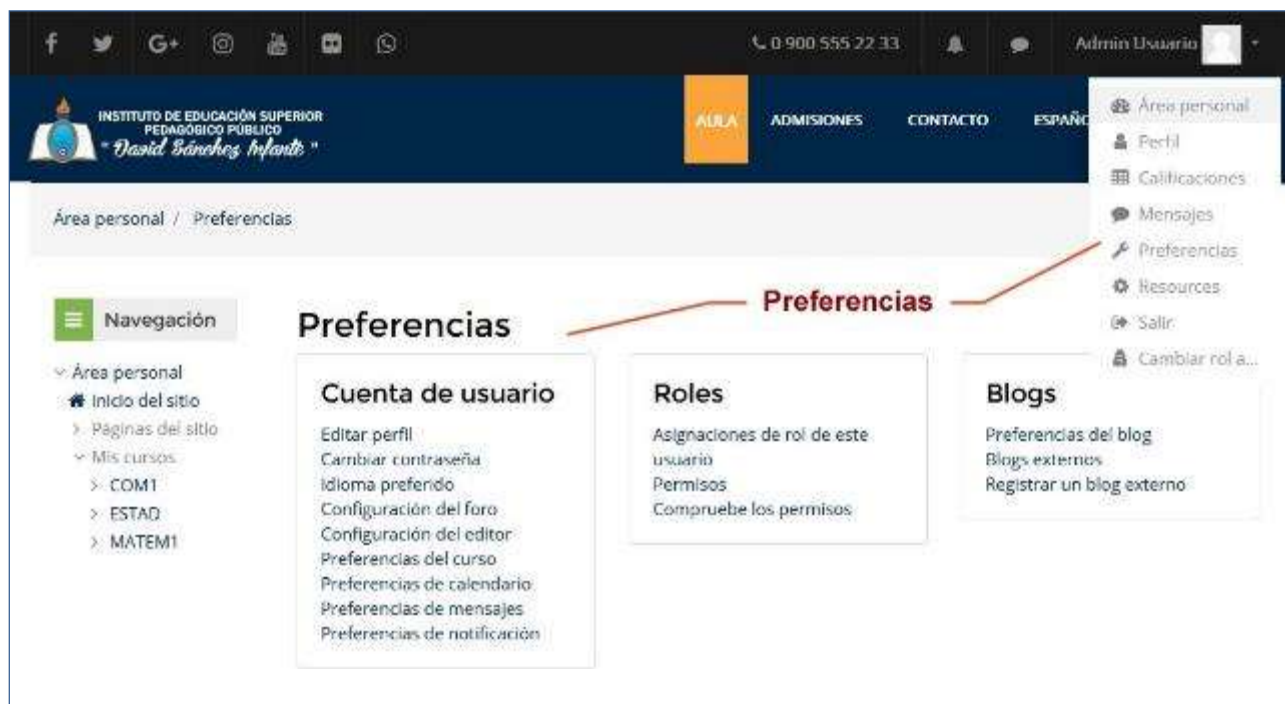 0 900 555 22 33
Admin Usuario
INSTITUTO DE EDUCACIÓN SUPERIOR
PEDAGÓGICO PÚBLICO
" David Sánchez Infante "
AULA
ADMISIONES
CONTACTO
ESPAÑO
Área personal
Perfil
Calificaciones
Mensajes
Preferencias
Resources
Salir
Cambiar rol a...
Área personal / Preferencias
Preferencias
Navegación
Área personal
Inicio del sitio
Páginas del sitio
Mis cursos
COM1
ESTAD
MATEM1
Preferencias
Cuenta de usuario
Editar perfil
Cambiar contraseña
Idioma preferido
Configuración del foro
Configuración del editor
Preferencias del curso
Preferencias de calendario
Preferencias de mensajes
Preferencias de notificación
Roles
Asignaciones de rol de este
usuario
Permisos
Compruebe los permisos
Blogs
Preferencias del blog
Blogs externos
Registrar un blog externo